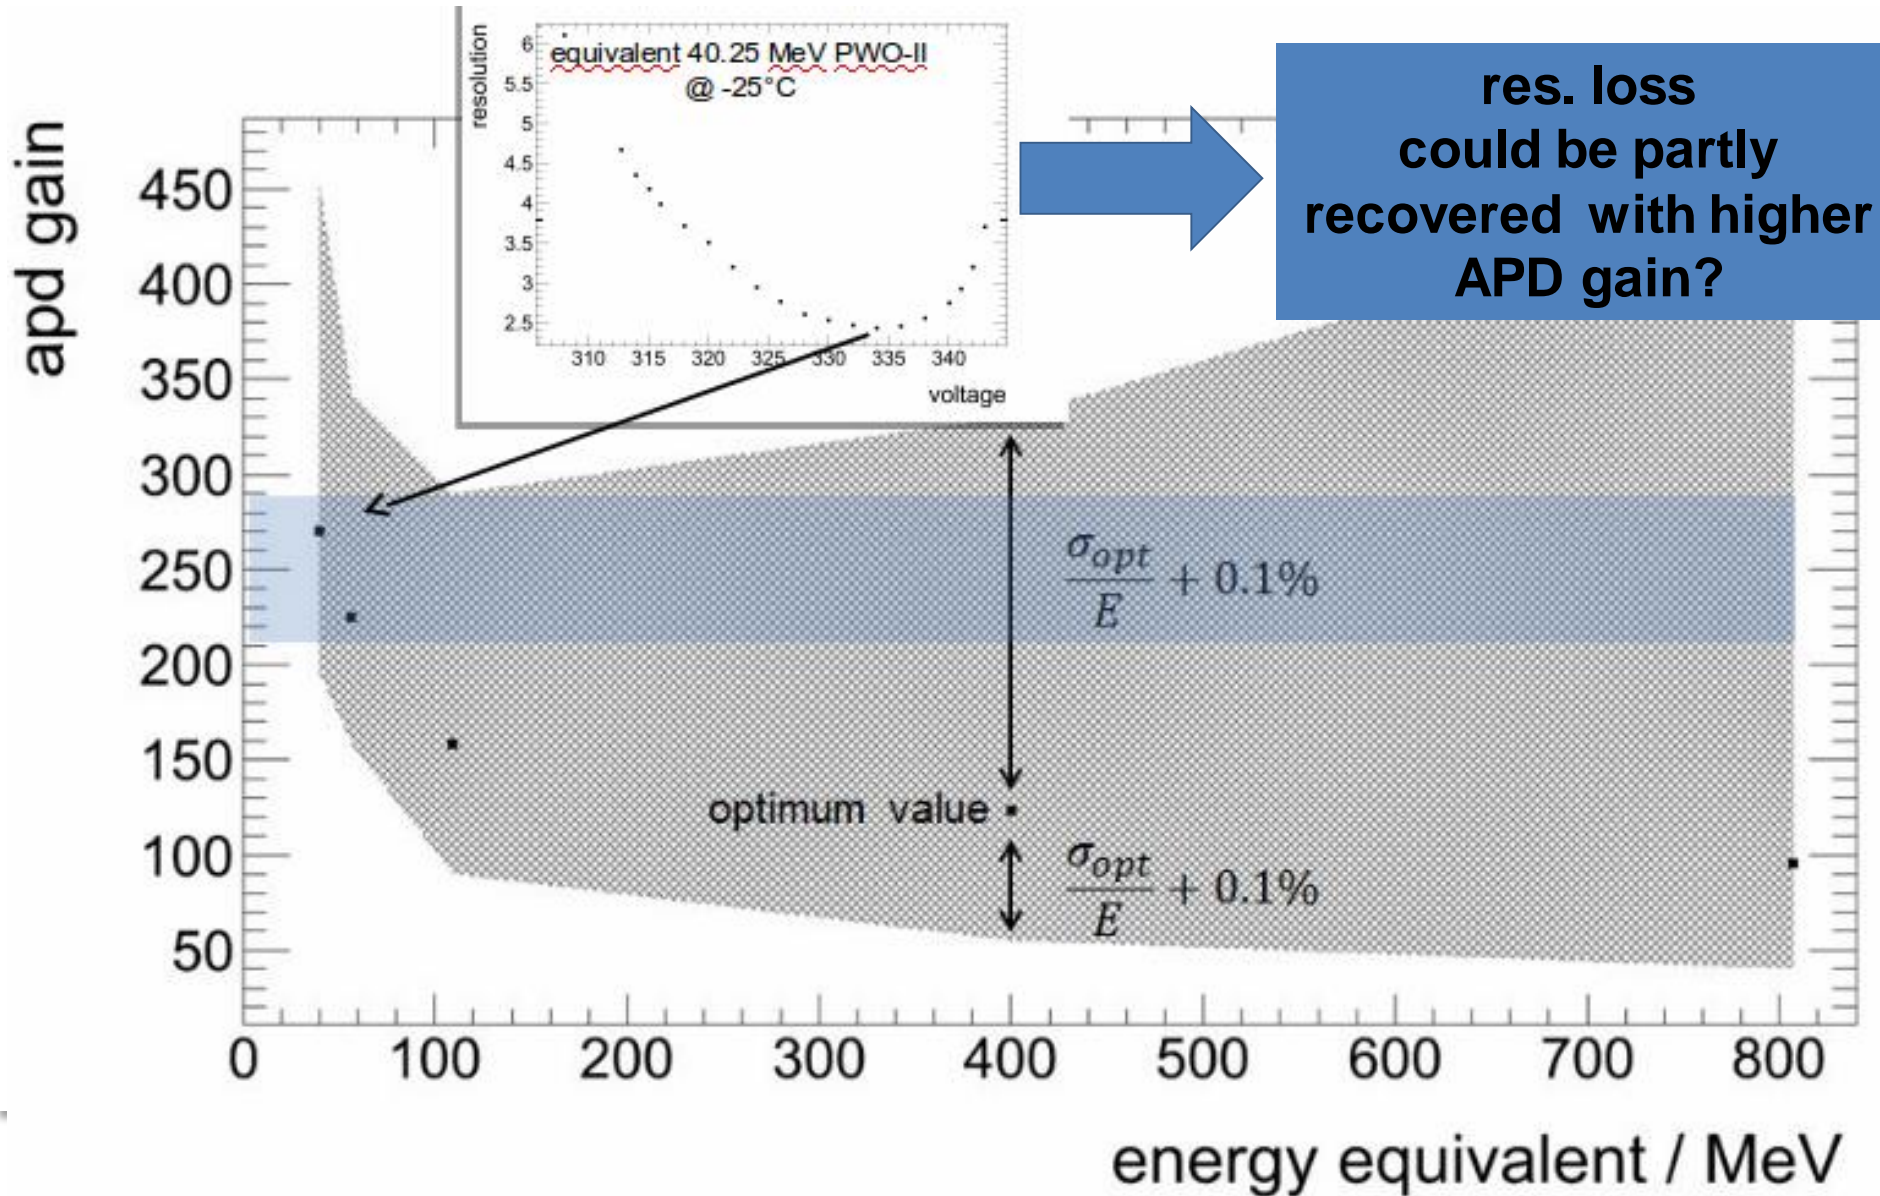 resolution
6
5.5
5
4.5
4
3.5
3
2.5
equivalent 40.25 MeV PWO-II
@ -25°C
310 315 320 325 330 335 340
voltage
res. loss
could be partly
recovered with higher
APD gain?
apd gain
450
400
350
300
250
200
150
100
50
σopt/E + 0.1%
optimum value
σopt/E + 0.1%
0 100 200 300 400 500 600 700 800
energy equivalent / MeV